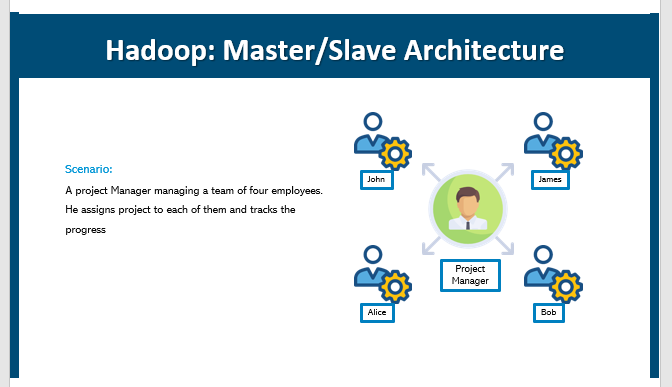 Hadoop: Master/Slave Architecture
Scenario:
A project Manager managing a team of four employees.
He assigns project to each of them and tracks the
progress
John
James
Project
Manager
Alice
Bob